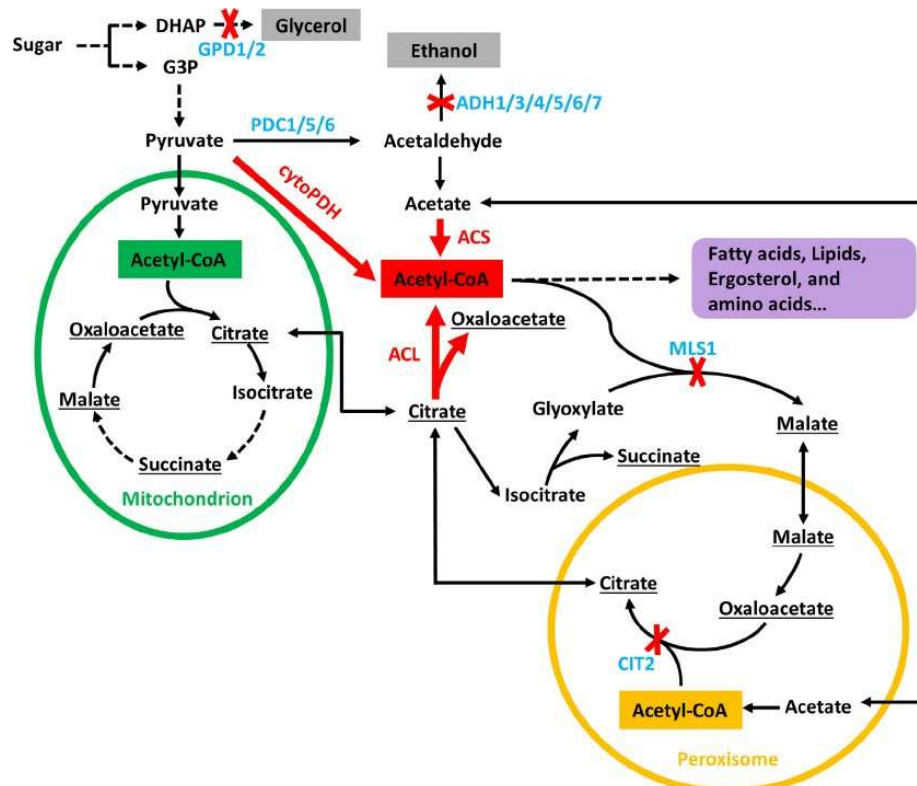 Sugar
DHAP
GPD1/2
Glycerol
G3P
Ethanol
ADH1/3/4/5/6/7
Pyruvate
PDC1/5/6
Acetaldehyde
cytoPDH
Pyruvate
Acetate
ACS
Acetyl-CoA
Acetyl-CoA
Fatty acids, Lipids,
Ergosterol, and
amino acids...
Oxaloacetate
Citrate
Oxaloacetate
ACL
MLS1
Malate
Isocitrate
Citrate
Glyoxylate
Malate
Succinate
Succinate
Isocitrate
Mitochondrion
Malate
Citrate
Oxaloacetate
CIT2
Acetyl-CoA
Acetate
Peroxisome